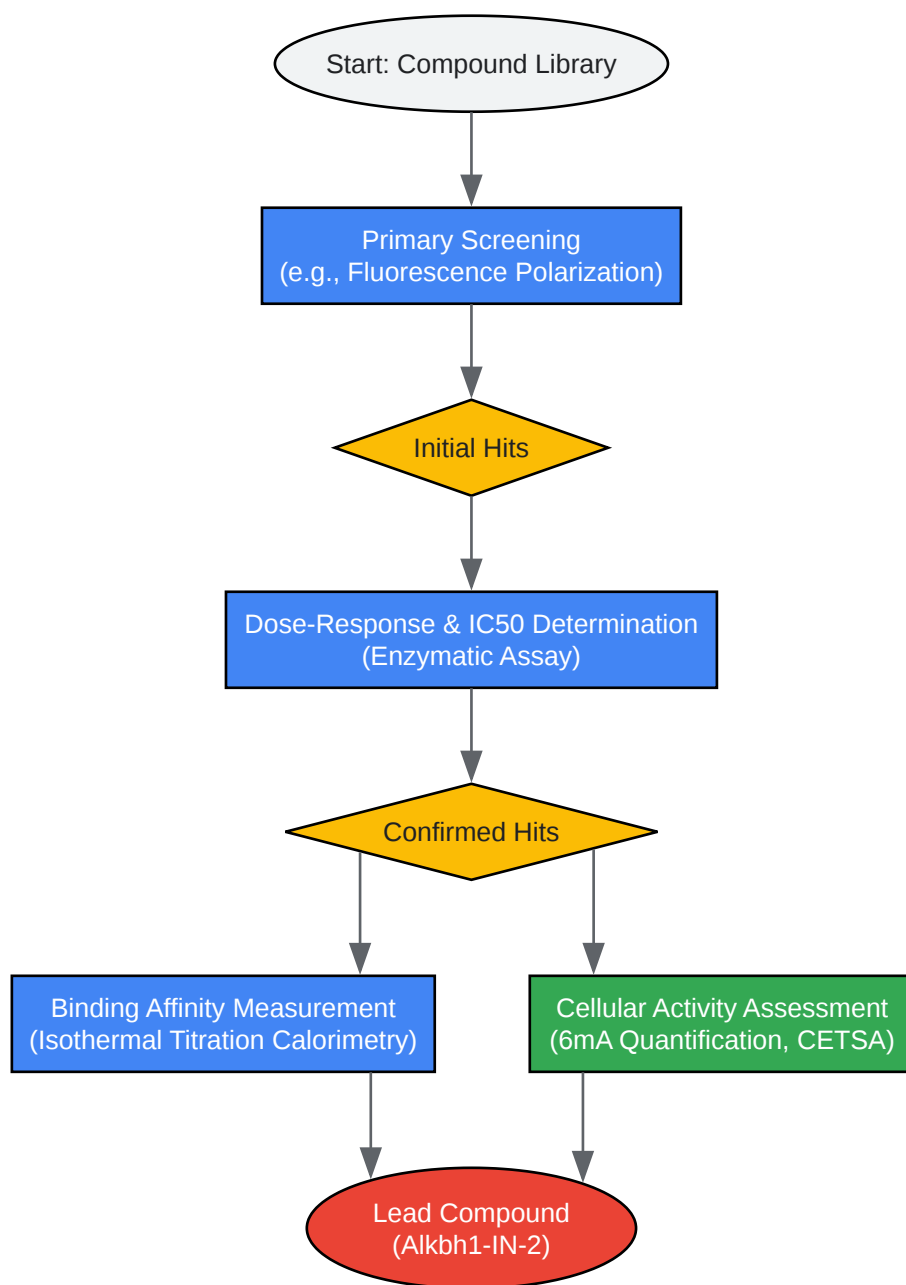 Start: Compound Library
Primary Screening
(e.g., Fluorescence Polarization)
Initial Hits
Dose-Response & IC50 Determination
(Enzymatic Assay)
Confirmed Hits
Binding Affinity Measurement
(Isothermal Titration Calorimetry)
Cellular Activity Assessment
(6mA Quantification, CETSA)
Lead Compound
(Alkbh1-IN-2)